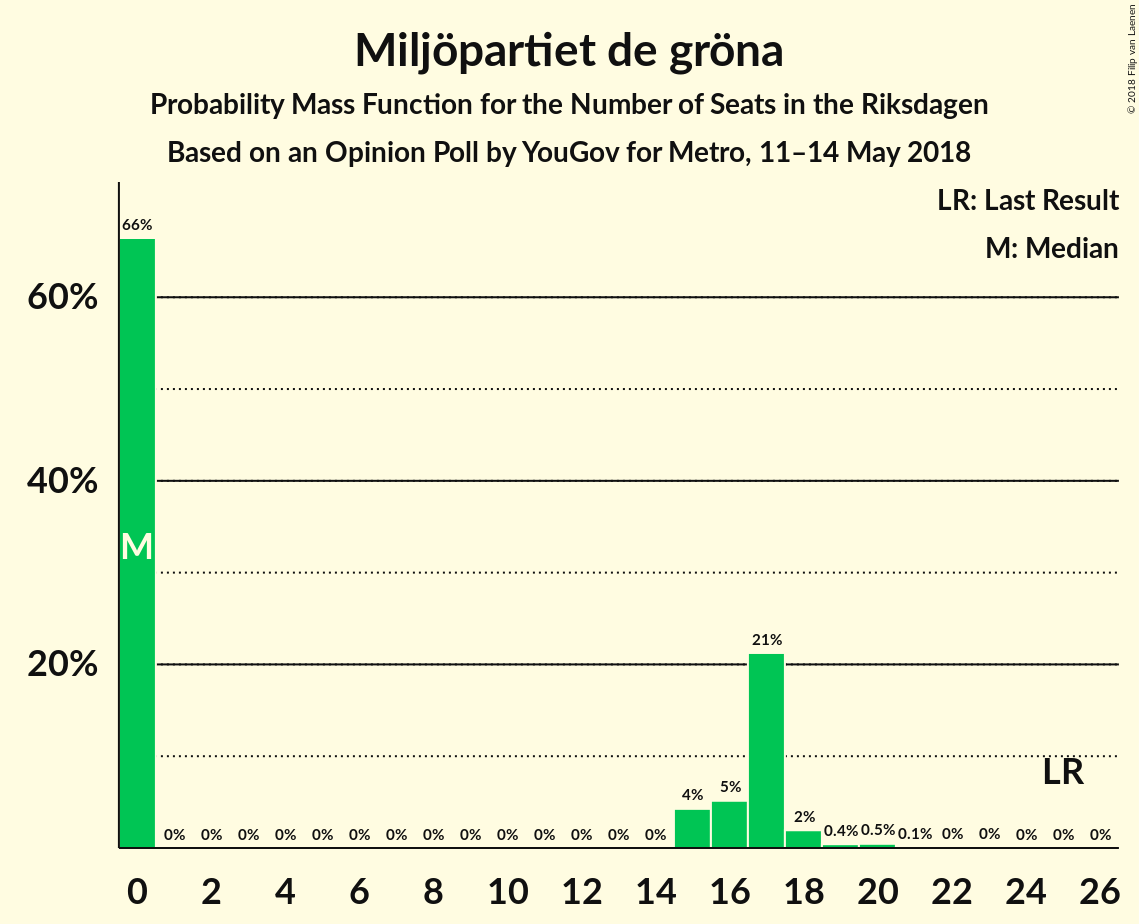 Miljöpartiet de gröna
Probability Mass Function for the Number of Seats in the Riksdagen
Based on an Opinion Poll by YouGov for Metro, 11–14 May 2018
© 2018 Filip van Laenen
LR: Last Result
M: Median
60%
40%
20%
66%
0% 0% 0% 0% 0% 0% 0% 0% 0% 0% 0% 0% 0% 0% 4% 5% 21% 2% 0.4% 0.5% 0.1% 0% 0% 0% 0% 0%
M
LR
0 2 4 6 8 10 12 14 16 18 20 22 24 26